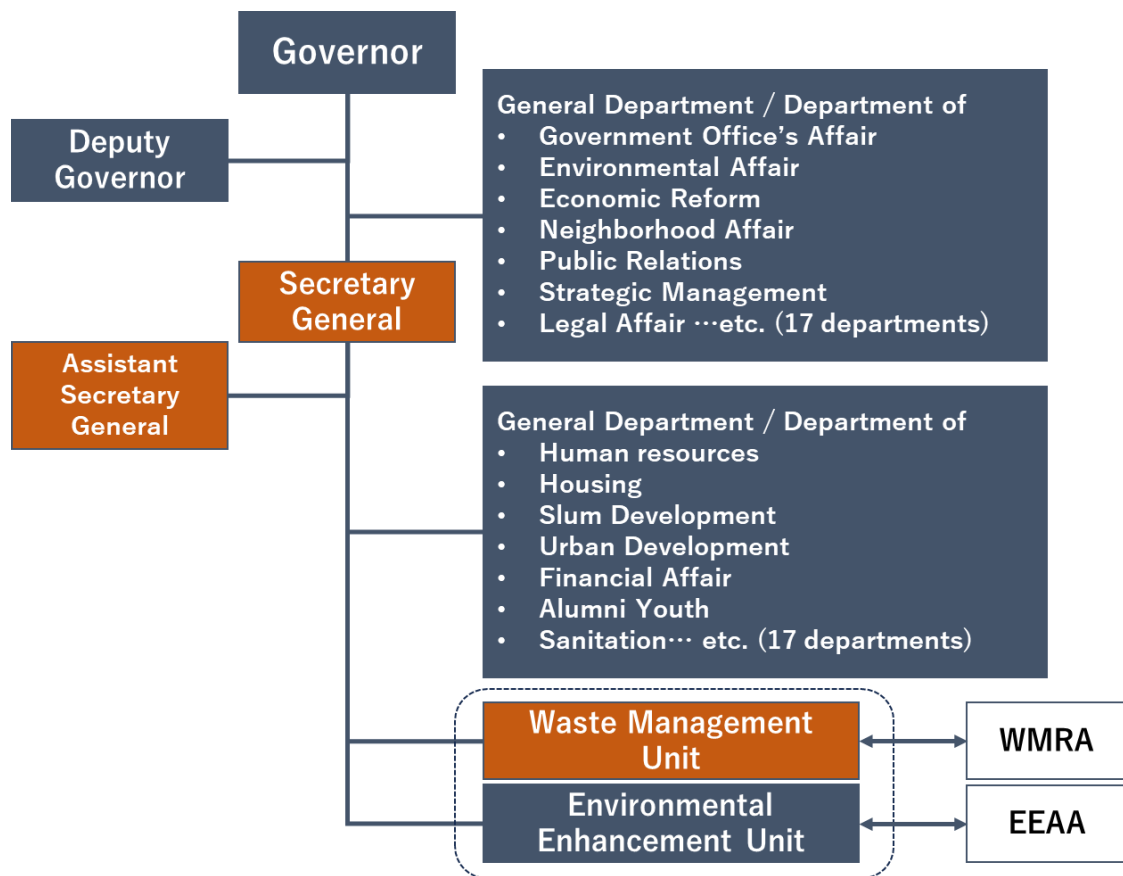 Governor
Deputy
Governor
General Department / Department of
• Government Office’s Affair
• Environmental Affair
• Economic Reform
• Neighborhood Affair
• Public Relations
• Strategic Management
• Legal Affair …etc. (17 departments)
Secretary
General
Assistant
Secretary
General
General Department / Department of
• Human resources
• Housing
• Slum Development
• Urban Development
• Financial Affair
• Alumni Youth
• Sanitation… etc. (17 departments)
Waste Management
Unit
WMRA
Environmental
Enhancement Unit
EEAA